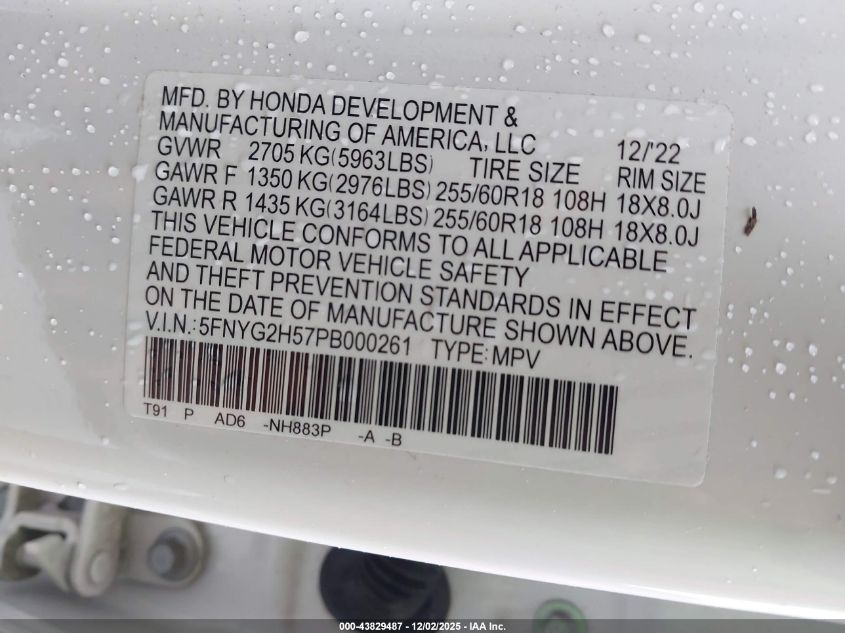 MFD. BY HONDA DEVELOPMENT &
MANUFACTURING OF AMERICA, LLC 12/'22
GVWR 2705 KG(5963LBS) TIRE SIZE RIM SIZE
GAWR F 1350 KG(2976LBS) 255/60R18 108H 18X8.0J
GAWR R 1435 KG(3164LBS) 255/60R18 108H 18X8.0J
THIS VEHICLE CONFORMS TO ALL APPLICABLE
FEDERAL MOTOR VEHICLE SAFETY
AND THEFT PREVENTION STANDARDS IN EFFECT
ON THE DATE OF MANUFACTURE SHOWN ABOVE.
V.I.N.: 5FNYG2H57PB000261 TYPE: MPV
T91 P AD6 -NH883P -A -B
000-43829487 - 12/02/2025 - IAA Inc.